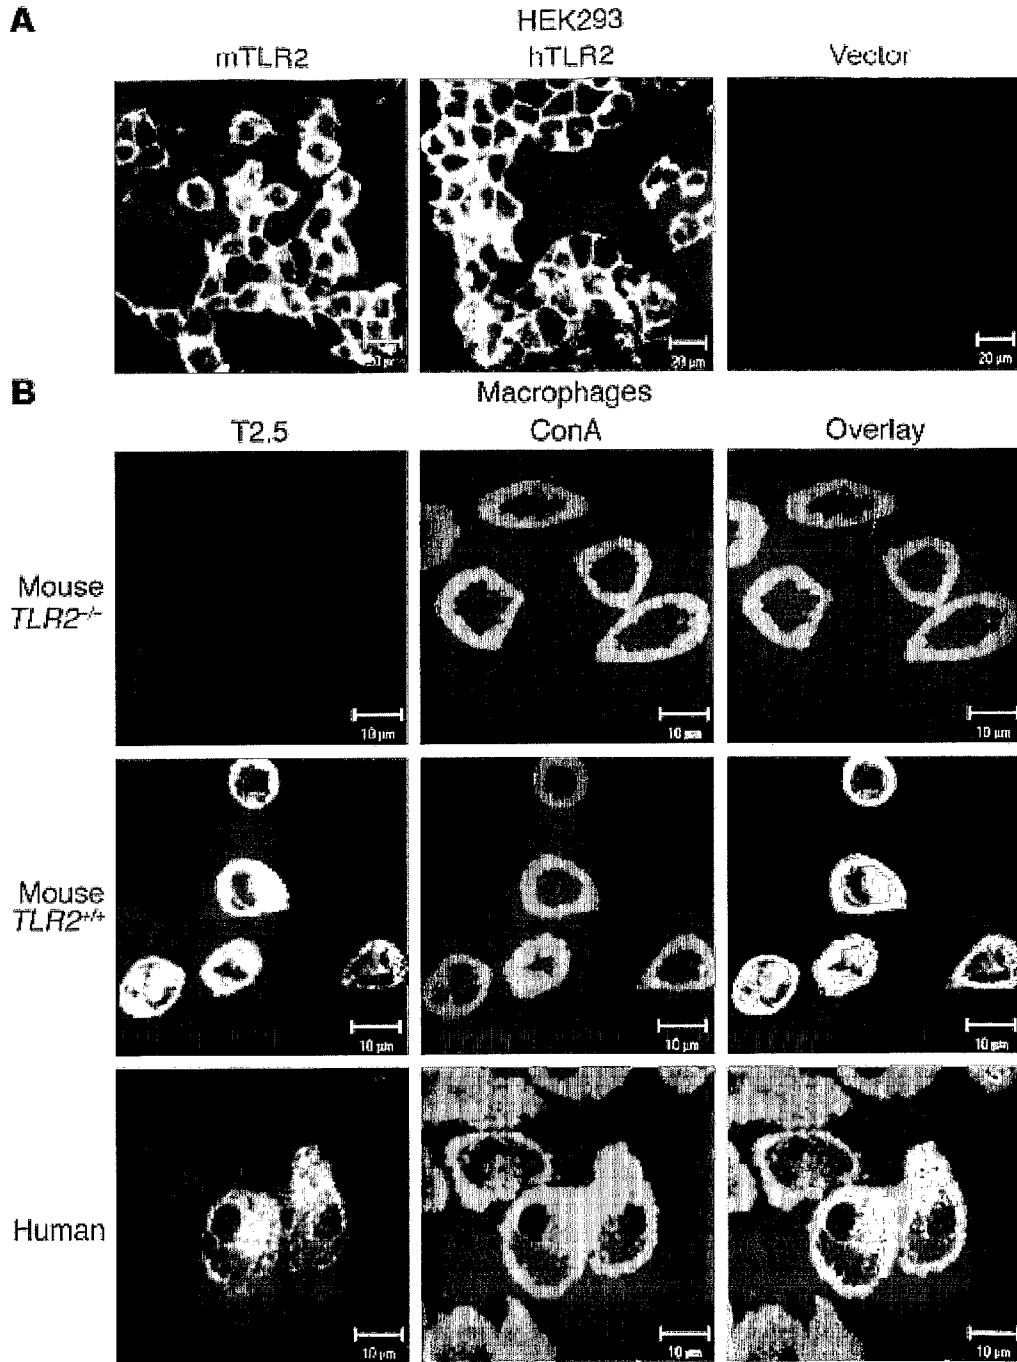 A
HEK293
mTLR2 hTLR2 Vector
20 µm 20 µm
B
Macrophages
T2.5 ConA Overlay
Mouse
TLR2-/-
10 µm 10 µm 10 µm
Mouse
TLR2+/+
10 µm 10 µm 10 µm
Human
10 µm 10 µm 10 µm